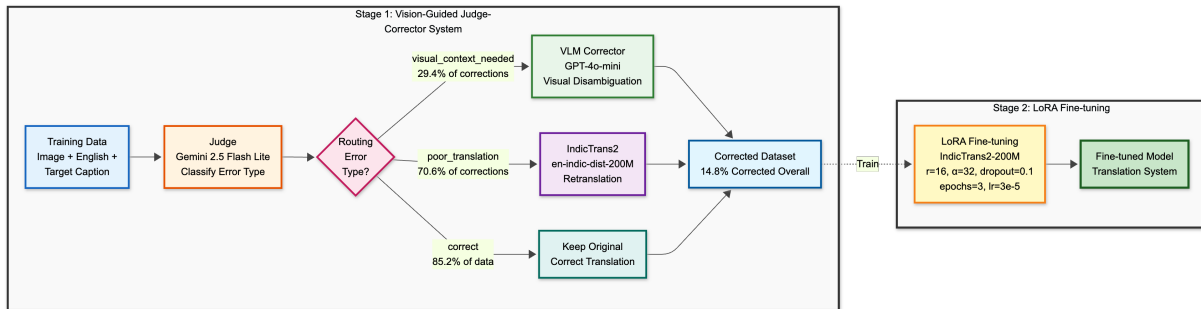 Stage 1: Vision-Guided Judge-
Corrector System
Training Data
Image + English +
Target Caption
Judge
Gemini 2.5 Flash Lite
Classify Error Type
Routing
Error
Type?
visual_context_needed
29.4% of corrections
poor_translation
70.6% of corrections
correct
85.2% of data
VLM Corrector
GPT-4o-mini
Visual Disambiguation
IndicTrans2
en-indic-dist-200M
Retranslation
Keep Original
Correct Translation
Corrected Dataset
14.8% Corrected Overall
Train
Stage 2: LoRA Fine-tuning
LoRA Fine-tuning
IndicTrans2-200M
r=16, α=32, dropout=0.1
epochs=3, lr=3e-5
Fine-tuned Model
Translation System